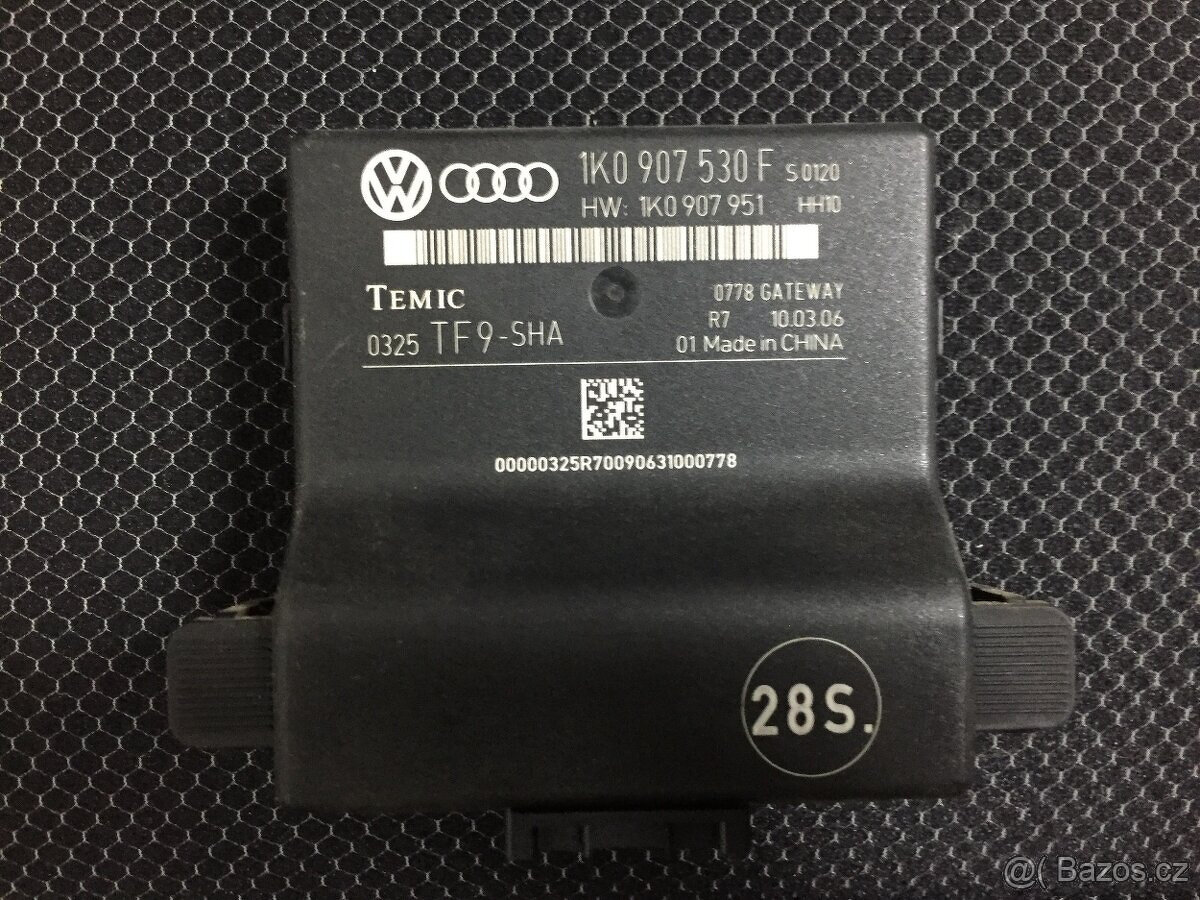 1K0 907 530 F S 0120
HW: 1K0 907 951 HH10
TEMIC 0778 GATEWAY
R7 10.03.06
0325 TF9-SHA 01 Made in CHINA
00000325R70090631000778
28S.
@( Bazos.cz